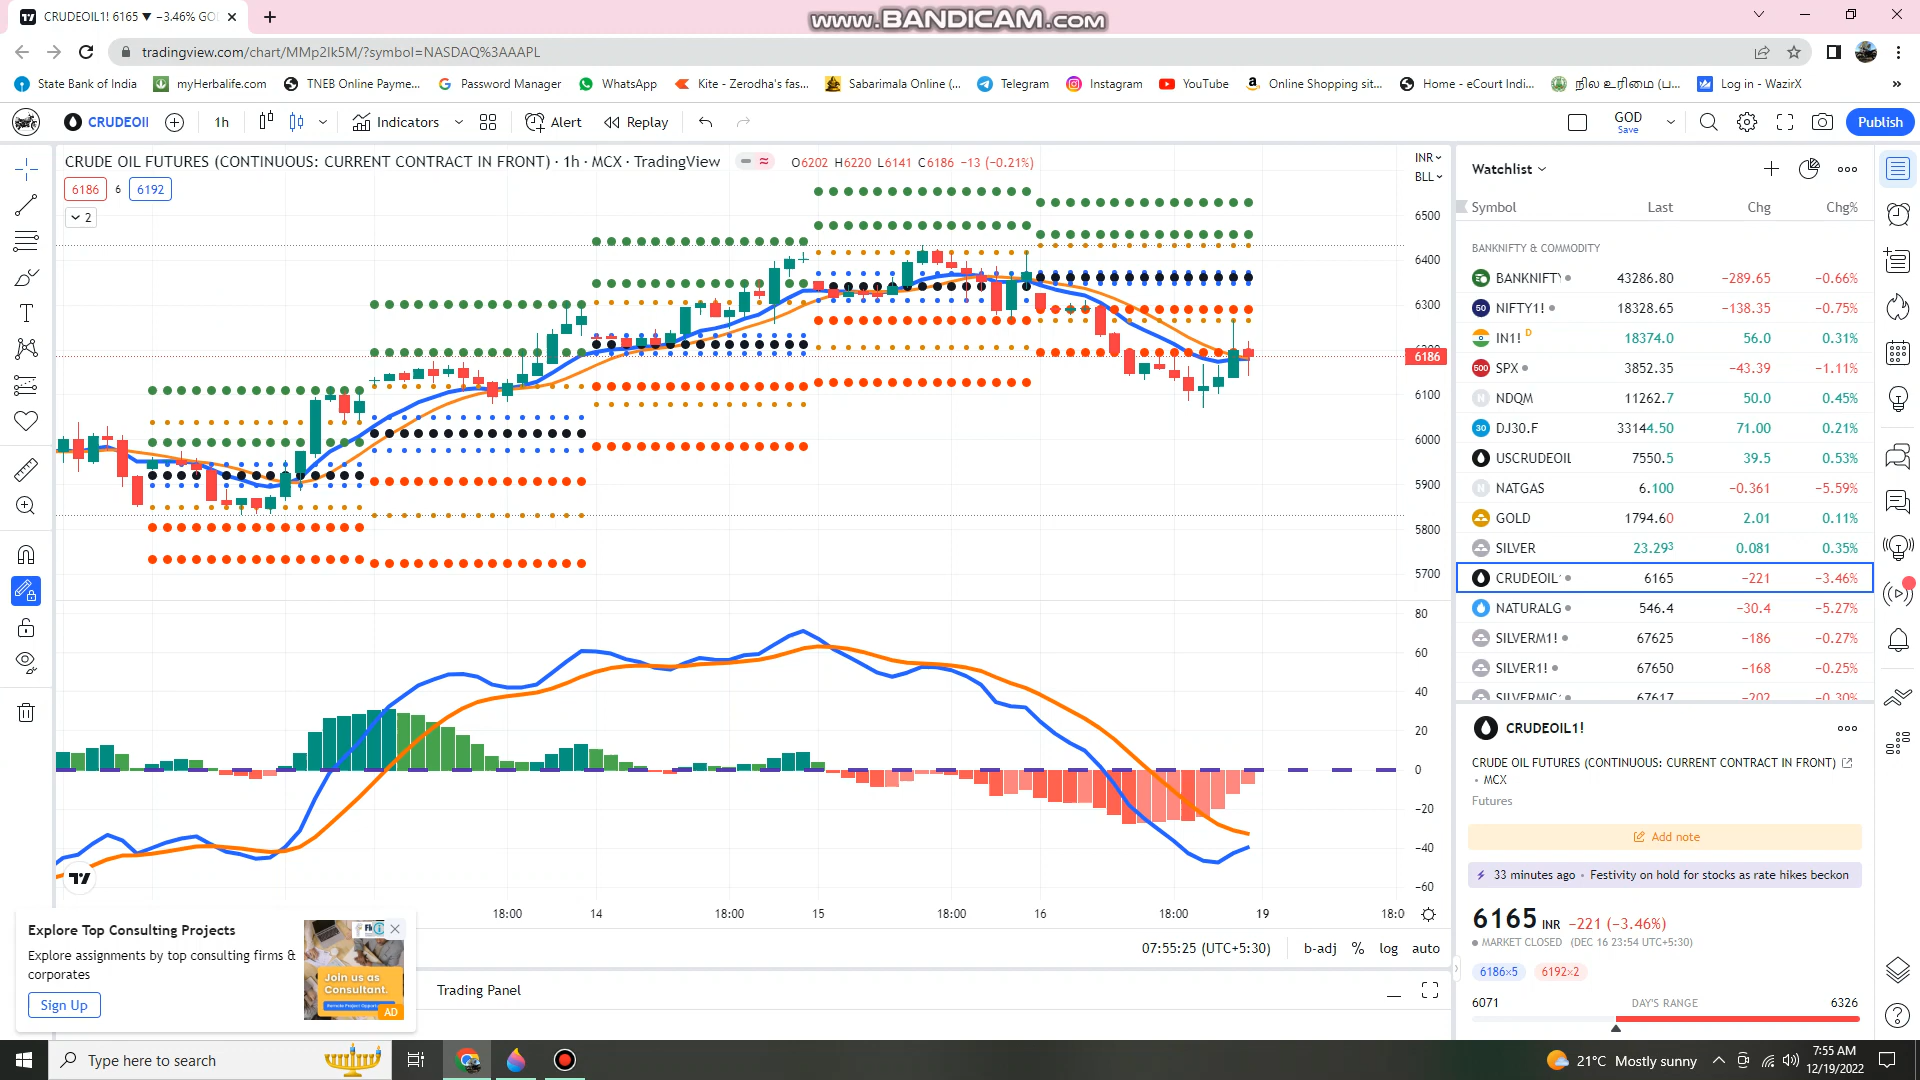 CRUDEOIL1! 6165 ▼ −3.46% GO
www.BANDICAM.com
tradingview.com/chart/MMp2Ik5M/?symbol=NASDAQ%3AAAPL
State Bank of India
myHerbalife.com
TNEB Online Payme...
Password Manager
WhatsApp
Kite - Zerodha's fas...
Sabarimala Online (...
Telegram
Instagram
YouTube
Online Shopping sit...
Home - eCourt Indi...
நில உரிமை (ப...
Log in - WazirX
CRUDEOI
1h
Indicators
Alert
Replay
GOD
Save
Publish
CRUDE OIL FUTURES (CONTINUOUS: CURRENT CONTRACT IN FRONT) · 1h · MCX · TradingView
O6202 H6220 L6141 C6186 −13 (−0.21%)
6186 6 6192
2
INR
BLL
6500
6400
6300
6186
6100
6000
5900
5800
5700
80
60
40
20
0
−20
−40
−60
18:00 14 18:00 15 18:00 16 18:00 19 18:0
07:55:25 (UTC+5:30) b-adj % log auto
Trading Panel
Explore Top Consulting Projects
Explore assignments by top consulting firms &
corporates
Sign Up
Join us as
Consultant.
AD
Watchlist
Symbol Last Chg Chg%
BANKNIFTY & COMMODITY
BANKNIFTY 43286.80 −289.65 −0.66%
50 NIFTY1! 18328.65 −138.35 −0.75%
IN1! D 18374.0 56.0 0.31%
500 SPX 3852.35 −43.39 −1.11%
N NDQM 11262.7 50.0 0.45%
30 DJ30.F 33144.50 71.00 0.21%
USCRUDEOIL 7550.5 39.5 0.53%
N NATGAS 6.100 −0.361 −5.59%
GOLD 1794.60 2.01 0.11%
SILVER 23.29³ 0.081 0.35%
CRUDEOIL 6165 −221 −3.46%
NATURALG 546.4 −30.4 −5.27%
SILVERM1! 67625 −186 −0.27%
SILVER1! 67650 −168 −0.25%
SILVERMIC 67617 −202 −0.30%
CRUDEOIL1!
CRUDE OIL FUTURES (CONTINUOUS: CURRENT CONTRACT IN FRONT)
• MCX
Futures
Add note
33 minutes ago • Festivity on hold for stocks as rate hikes beckon
6165 INR −221 (−3.46%)
MARKET CLOSED (DEC 16 23:54 UTC+5:30)
6186×5 6192×2
6071 DAY'S RANGE 6326
Type here to search
21°C Mostly sunny
7:55 AM
12/19/2022